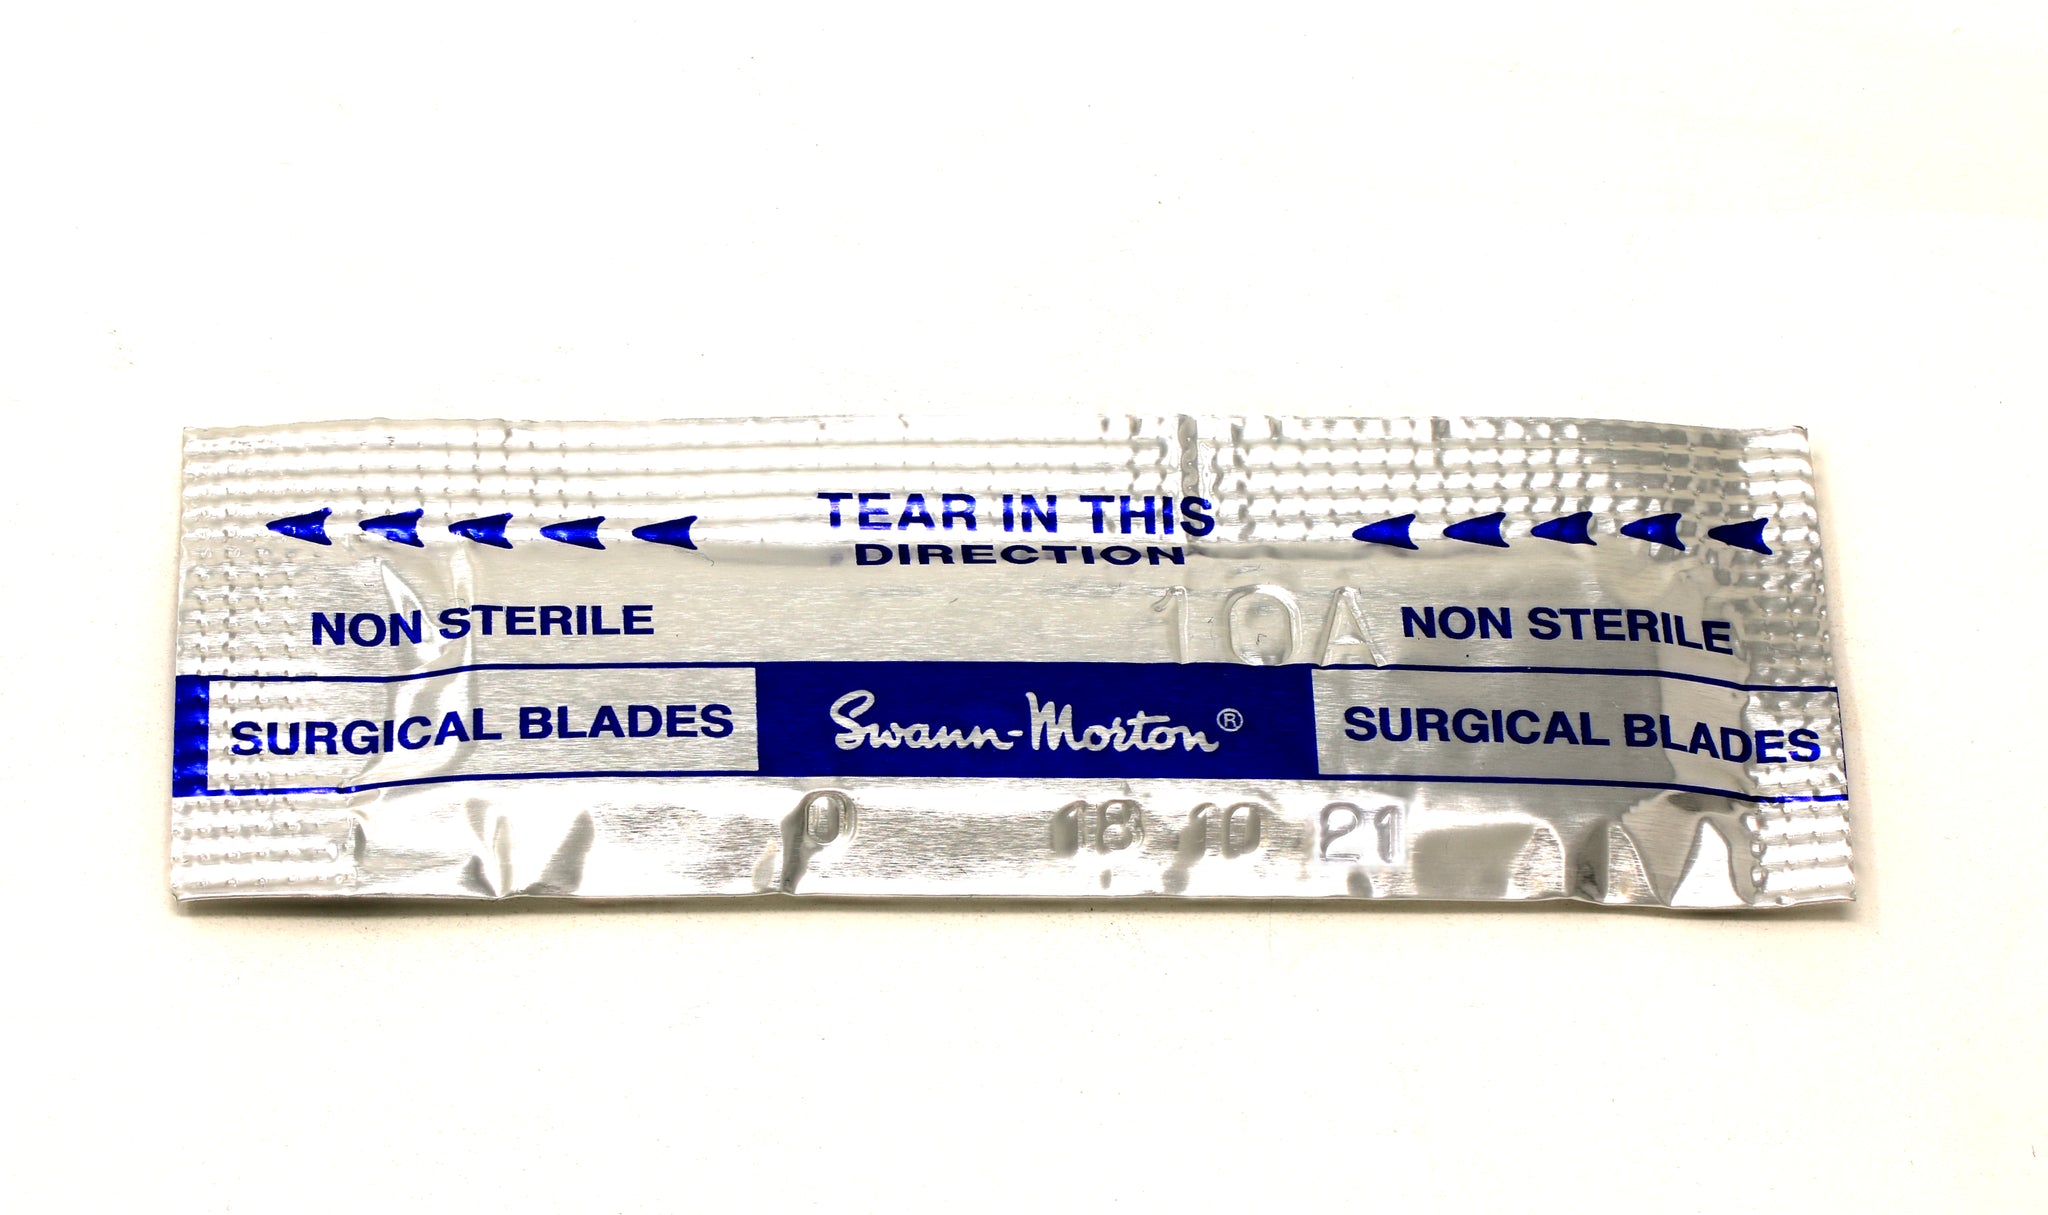 TEAR IN THIS
DIRECTION
10A
NON STERILE NON STERILE
SURGICAL BLADES Swann-Morton® SURGICAL BLADES
0 18 10 21